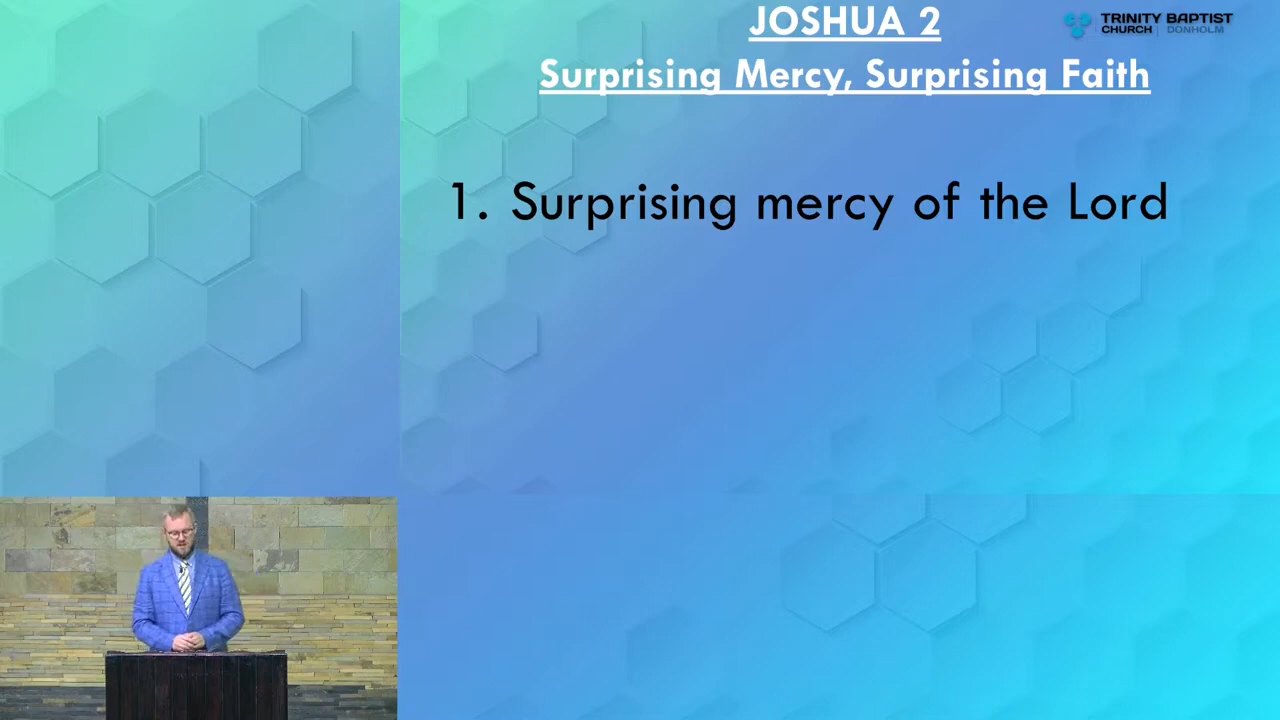 JOSHUA 2
Surprising Mercy, Surprising Faith
TRINITY BAPTIST
CHURCH | DONHOLM
1. Surprising mercy of the Lord